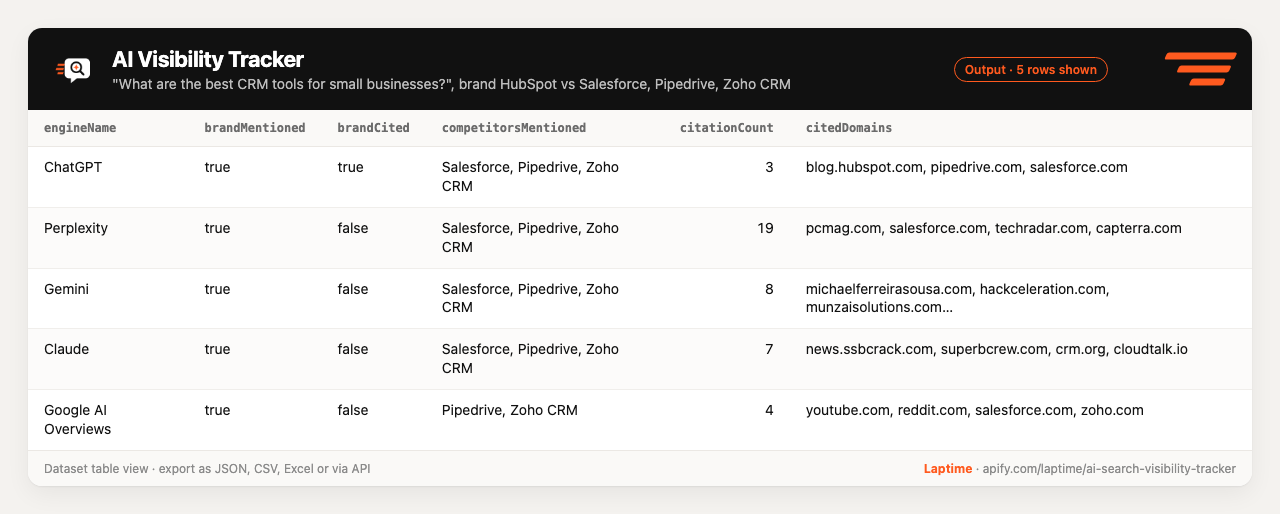 AI Visibility Tracker
"What are the best CRM tools for small businesses?", brand HubSpot vs Salesforce, Pipedrive, Zoho CRM
Output · 5 rows shown
engineName brandMentioned brandCited competitorsMentioned citationCount citedDomains
ChatGPT true true Salesforce, Pipedrive, Zoho 3 blog.hubspot.com, pipedrive.com, salesforce.com
CRM
Perplexity true false Salesforce, Pipedrive, Zoho 19 pcmag.com, salesforce.com, techradar.com, capterra.com
CRM
Gemini true false Salesforce, Pipedrive, Zoho 8 michaelferreirasousa.com, hackceleration.com,
CRM munzaisolutions.com…
Claude true false Salesforce, Pipedrive, Zoho 7 news.ssbcrack.com, superbcrew.com, crm.org, cloudtalk.io
CRM
Google AI true false Pipedrive, Zoho CRM 4 youtube.com, reddit.com, salesforce.com, zoho.com
Overviews
Dataset table view · export as JSON, CSV, Excel or via API
Laptime · apify.com/laptime/ai-search-visibility-tracker